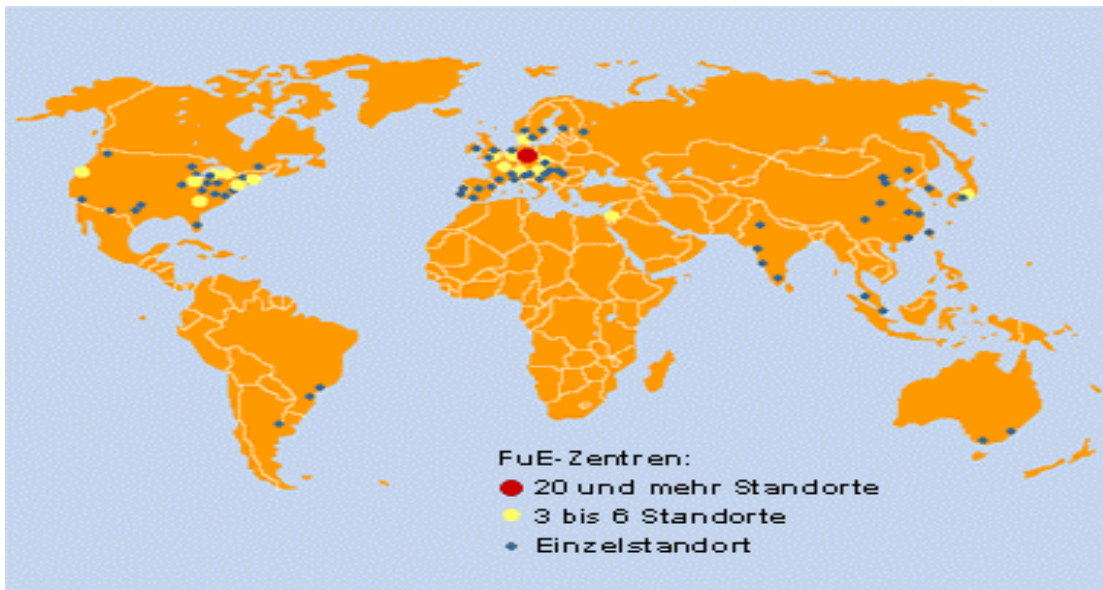 FuE-Zentren:
20 und mehr Standorte
3 bis 6 Standorte
Einzelstandort